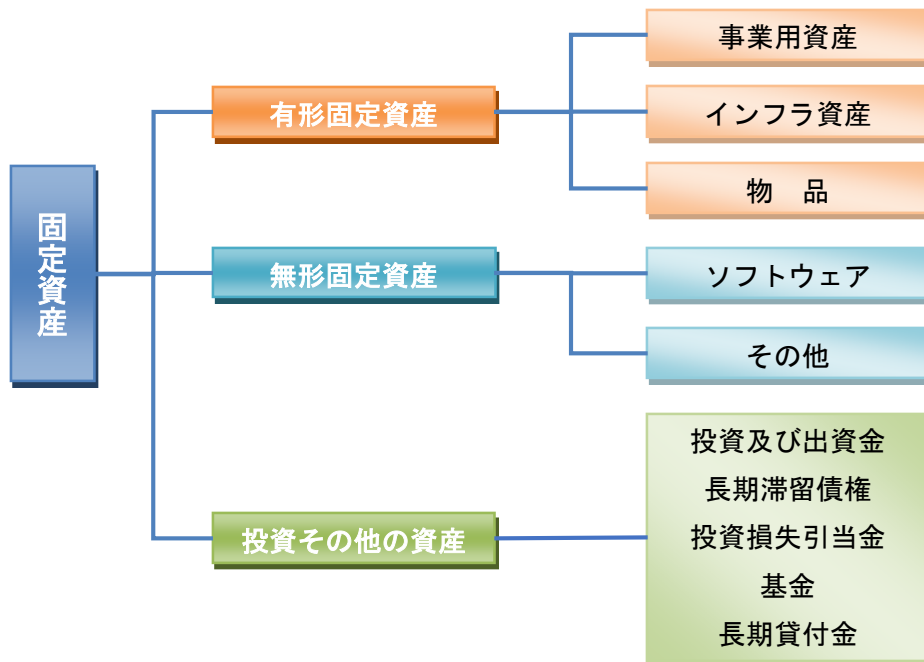 固定資産
有形固定資産
事業用資産
インフラ資産
物　品
無形固定資産
ソフトウェア
その他
投資その他の資産
投資及び出資金
長期滞留債権
投資損失引当金
基金
長期貸付金